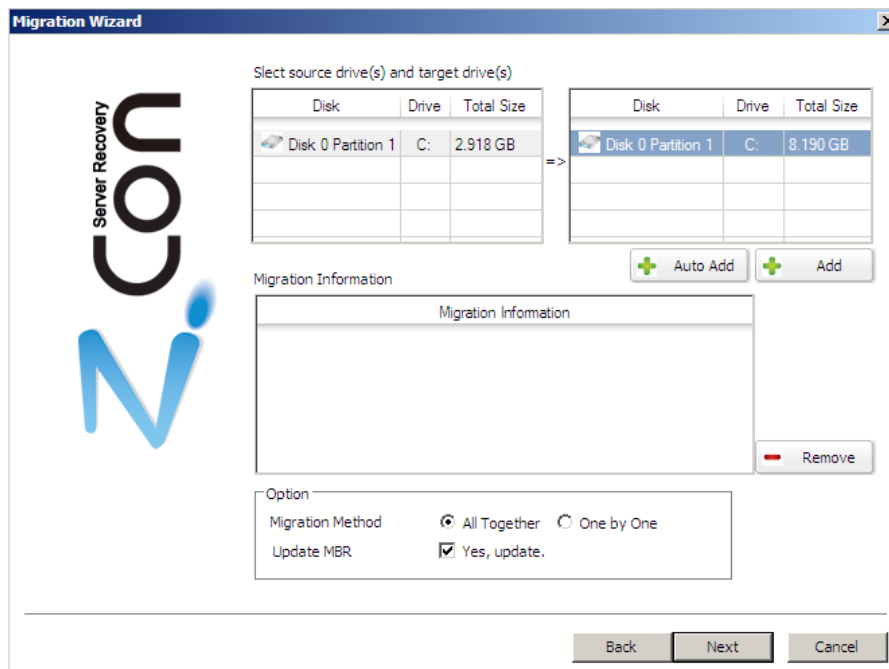 Migration Wizard
Server Recovery
Nicon
Slect source drive(s) and target drive(s)
Disk Drive Total Size
Disk 0 Partition 1 C: 2.918 GB
=>
Disk Drive Total Size
Disk 0 Partition 1 C: 8.190 GB
Auto Add Add
Migration Information
Migration Information
Remove
Option
Migration Method All Together One by One
Update MBR Yes, update.
Back Next Cancel